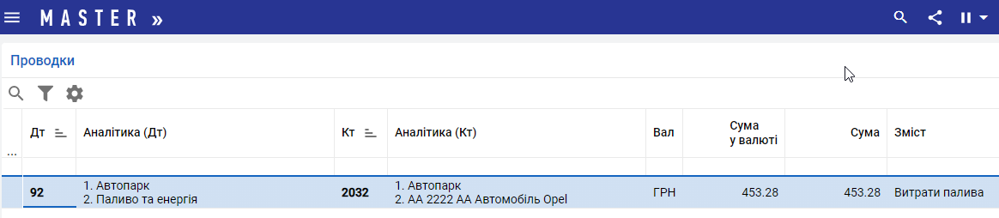 MASTER »
Проводки
Дт Аналітика (Дт) Кт Аналітика (Кт) Вал Сума у валюті Сума Зміст
...
92 1. Автопарк 2032 1. Автопарк ГРН 453.28 453.28 Витрати палива
2. Паливо та енергія 2. АА 2222 АА Автомобіль Opel